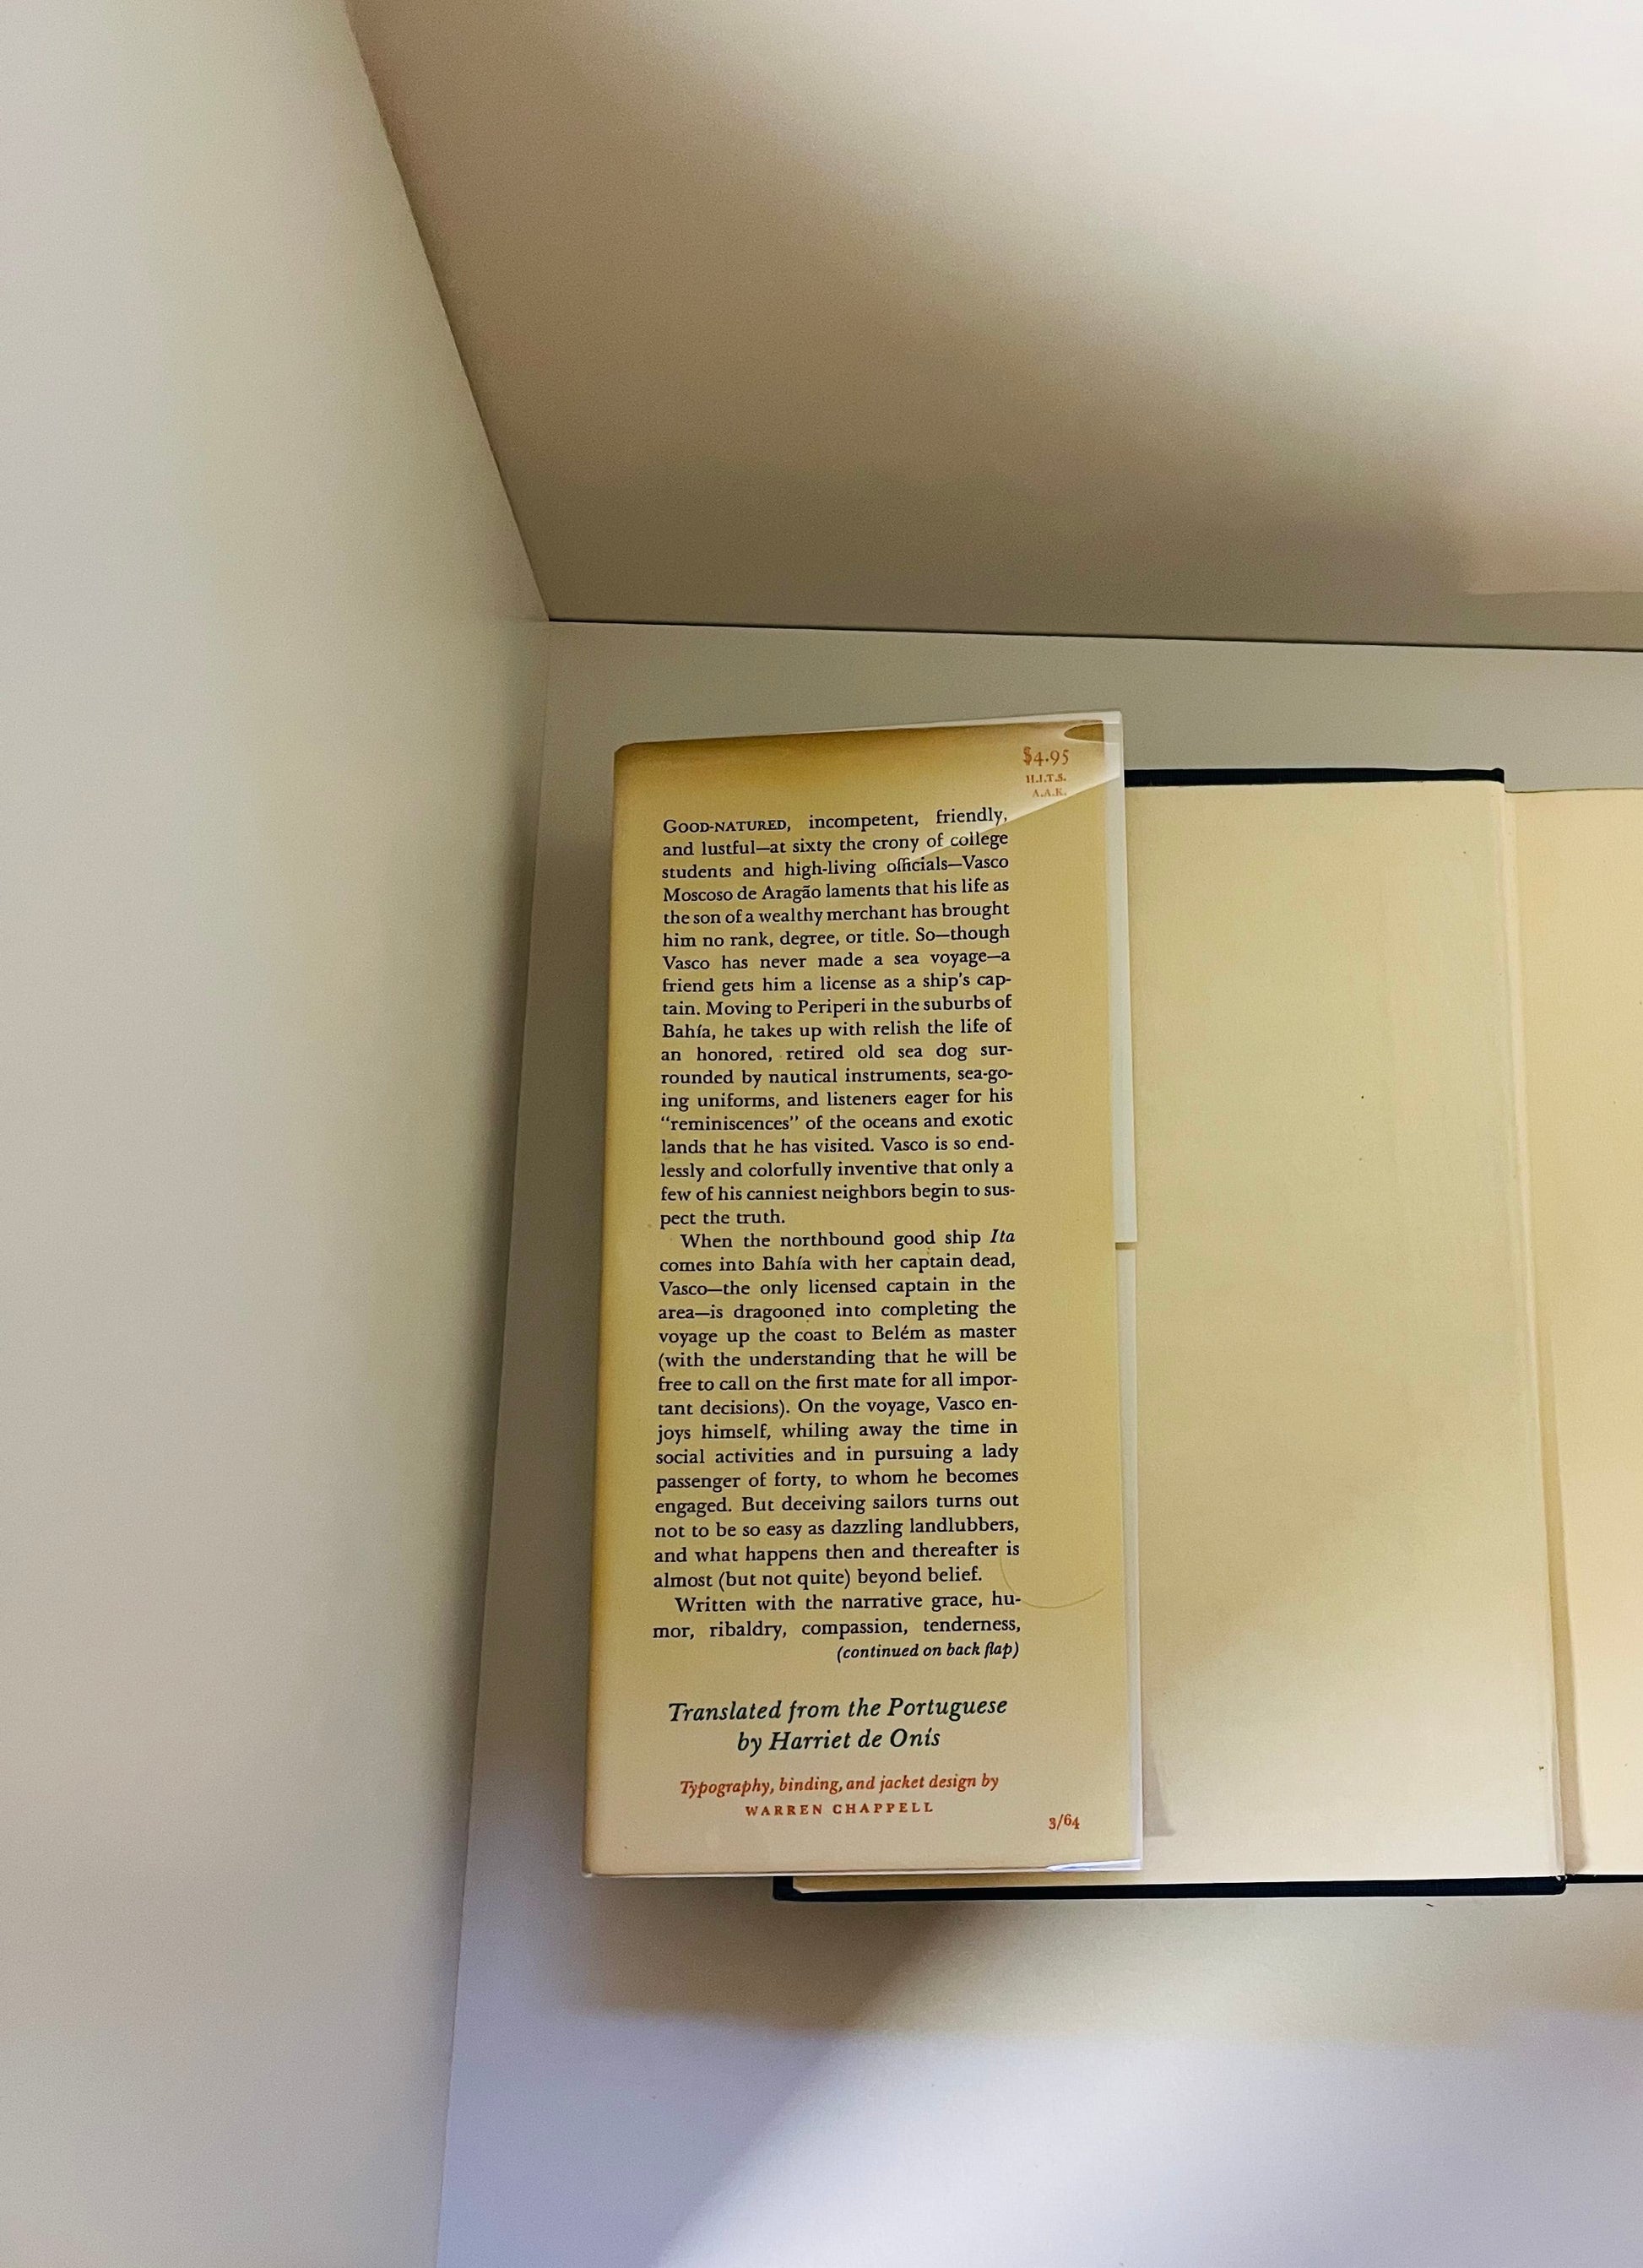 $4.95
H.I.T.S.
A.A.K.
GOOD-NATURED, incompetent, friendly,
and lustful—at sixty the crony of college
students and high-living officials—Vasco
Moscoso de Aragão laments that his life as
the son of a wealthy merchant has brought
him no rank, degree, or title. So—though
Vasco has never made a sea voyage—a
friend gets him a license as a ship's cap-
tain. Moving to Periperi in the suburbs of
Bahía, he takes up with relish the life of
an honored, retired old sea dog sur-
rounded by nautical instruments, sea-go-
ing uniforms, and listeners eager for his
“reminiscences” of the oceans and exotic
lands that he has visited. Vasco is so end-
lessly and colorfully inventive that only a
few of his canniest neighbors begin to sus-
pect the truth.
When the northbound good ship Ita
comes into Bahía with her captain dead,
Vasco—the only licensed captain in the
area—is dragooned into completing the
voyage up the coast to Belém as master
(with the understanding that he will be
free to call on the first mate for all impor-
tant decisions). On the voyage, Vasco en-
joys himself, whiling away the time in
social activities and in pursuing a lady
passenger of forty, to whom he becomes
engaged. But deceiving sailors turns out
not to be so easy as dazzling landlubbers,
and what happens then and thereafter is
almost (but not quite) beyond belief.
Written with the narrative grace, hu-
mor, ribaldry, compassion, tenderness,
(continued on back flap)
Translated from the Portuguese
by Harriet de Onís
Typography, binding, and jacket design by
WARREN CHAPPELL
3/64